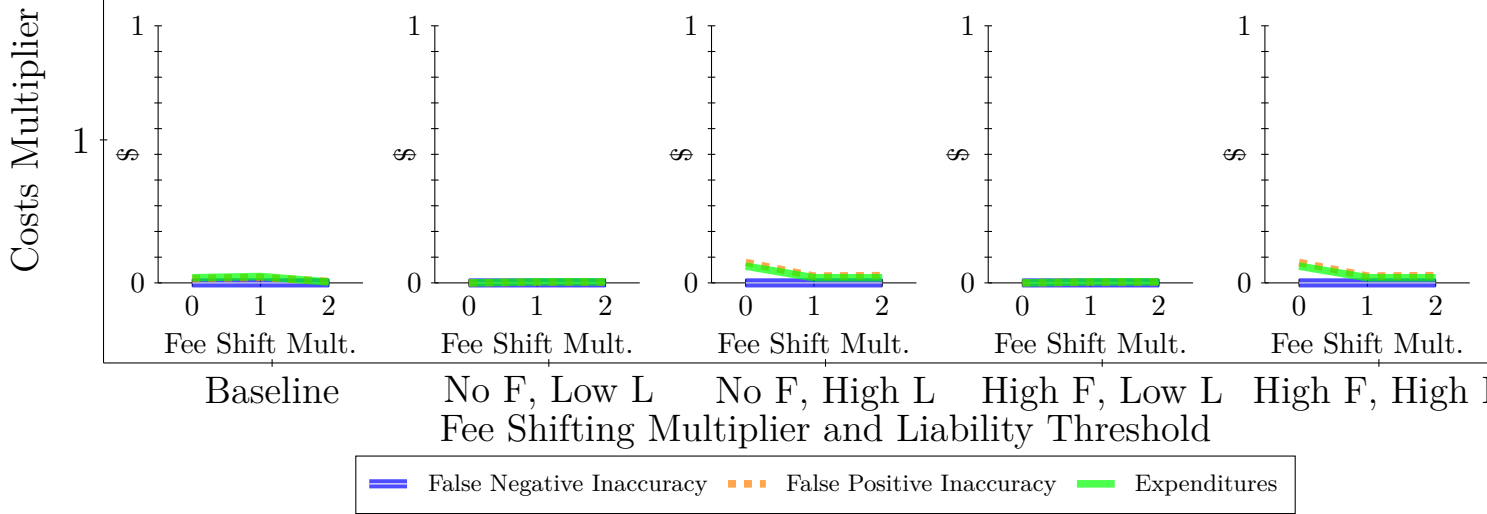 Costs Multiplier
1
1
$
0
0 1 2
Fee Shift Mult.
1
$
0
0 1 2
Fee Shift Mult.
1
$
0
0 1 2
Fee Shift Mult.
1
$
0
0 1 2
Fee Shift Mult.
1
$
0
0 1 2
Fee Shift Mult.
Baseline No F, Low L No F, High L High F, Low L High F, High
Fee Shifting Multiplier and Liability Threshold
False Negative Inaccuracy False Positive Inaccuracy Expenditures